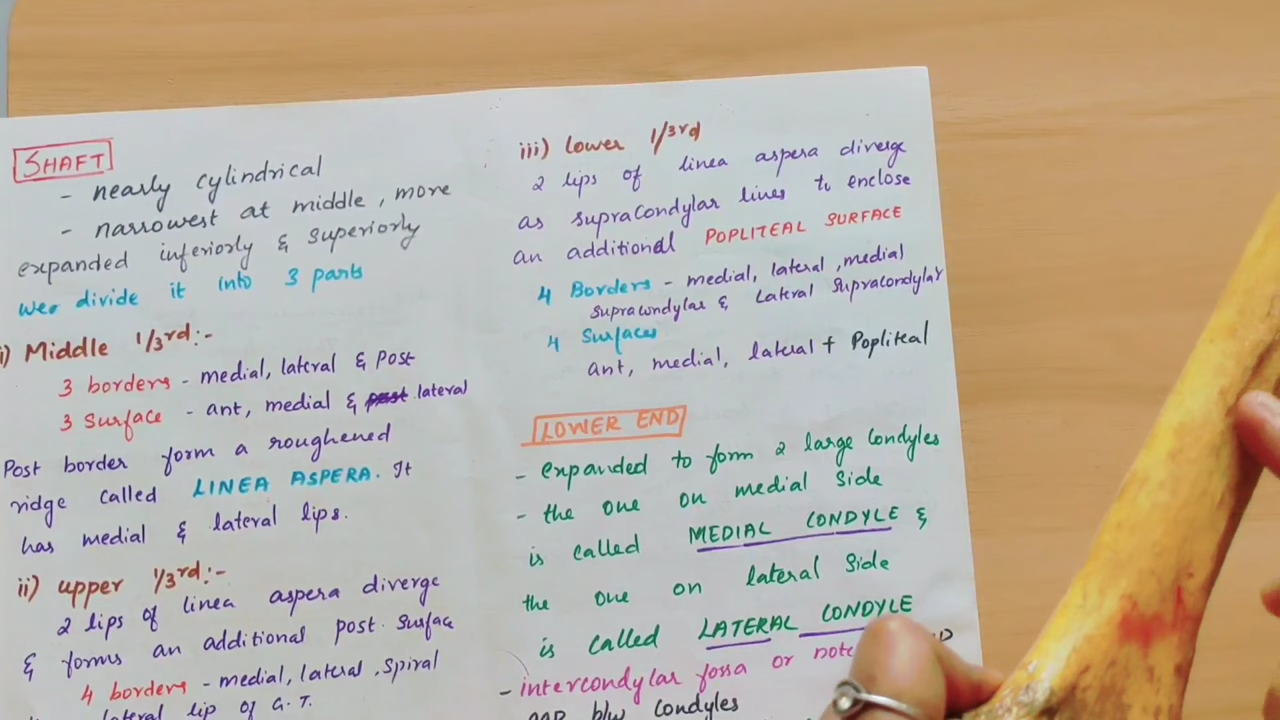 SHAFT
- nearly cylindrical
- narrowest at middle, more
expanded inferiorly & superiorly
divide it into 3 parts
i) Middle 1/3rd:-
3 borders - medial, lateral & Post
3 Surface - ant, medial & post lateral
Post border form a roughened
ridge called LINEA ASPERA. It
has medial & lateral lips.
ii) upper 1/3rd:-
2 lips of linea aspera diverge
& forms an additional post. Surface
4 borders - medial, lateral, spiral
lateral lip of G.T.
iii) lower 1/3rd
2 lips of linea aspera diverge
as supracondylar lines to enclose
an additional POPLITEAL SURFACE
4 Borders - medial, lateral, medial
supracondylar & Lateral Supracondylar
4 Surfaces
ant, medial, lateral + Popliteal
LOWER END
- expanded to form 2 large Condyles
- the one on medial side
is called MEDIAL CONDYLE &
the one on lateral side
is called LATERAL CONDYLE
- intercondylar fossa or
gap b/w Condyles